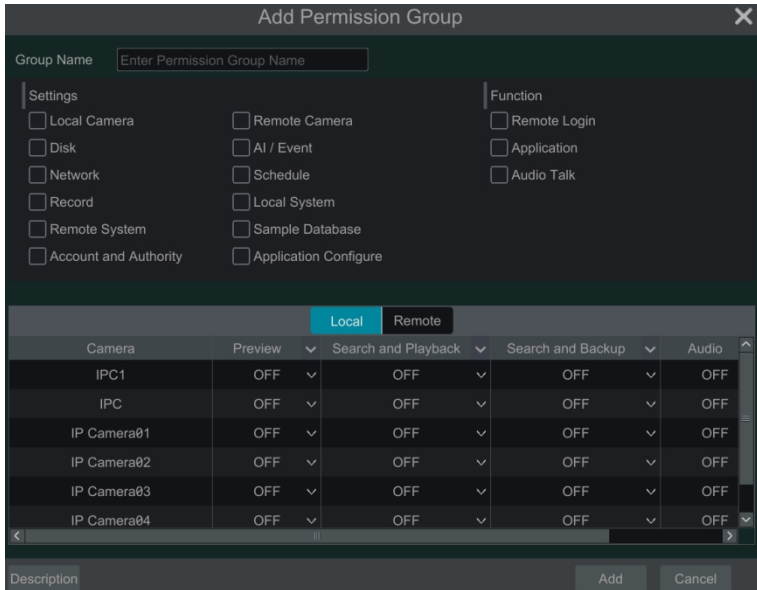 Add Permission Group
Group Name Enter Permission Group Name
Settings Function
Local Camera Remote Camera Remote Login
Disk AI / Event Application
Network Schedule Audio Talk
Record Local System
Remote System Sample Database
Account and Authority Application Configure
Local Remote
Camera Preview Search and Playback Search and Backup Audio
IPC1 OFF OFF OFF OFF
IPC OFF OFF OFF OFF
IP Camera01 OFF OFF OFF OFF
IP Camera02 OFF OFF OFF OFF
IP Camera03 OFF OFF OFF OFF
IP Camera04 OFF OFF OFF OFF
Description Add Cancel